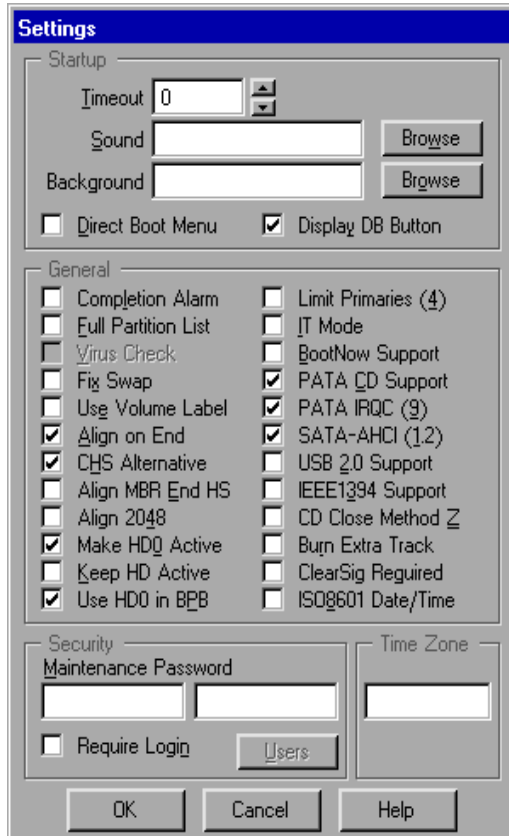 Settings
Startup
Timeout 0
Sound Browse
Background Browse
Direct Boot Menu Display DB Button
General
Completion Alarm Limit Primaries (4)
Full Partition List IT Mode
Virus Check BootNow Support
Fix Swap PATA CD Support
Use Volume Label PATA IRQC (9)
Align on End SATA-AHCI (1.2)
CHS Alternative USB 2.0 Support
Align MBR End HS IEEE1394 Support
Align 2048 CD Close Method Z
Make HD0 Active Burn Extra Track
Keep HD Active ClearSig Reguired
Use HD0 in BPB ISO8601 Date/Time
Security Time Zone
Maintenance Password
Require Login Users
OK Cancel Help